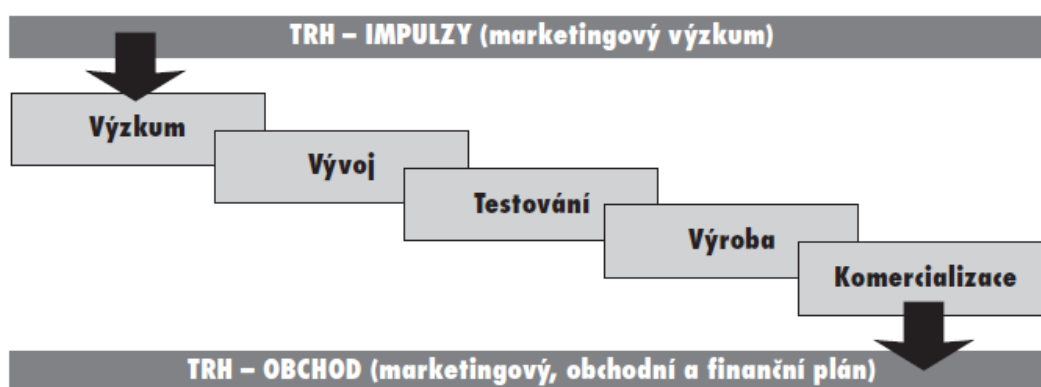 TRH – IMPULZY (marketingový výzkum)
Výzkum
Vývoj
Testování
Výroba
Komercializace
TRH – OBCHOD (marketingový, obchodní a finanční plán)